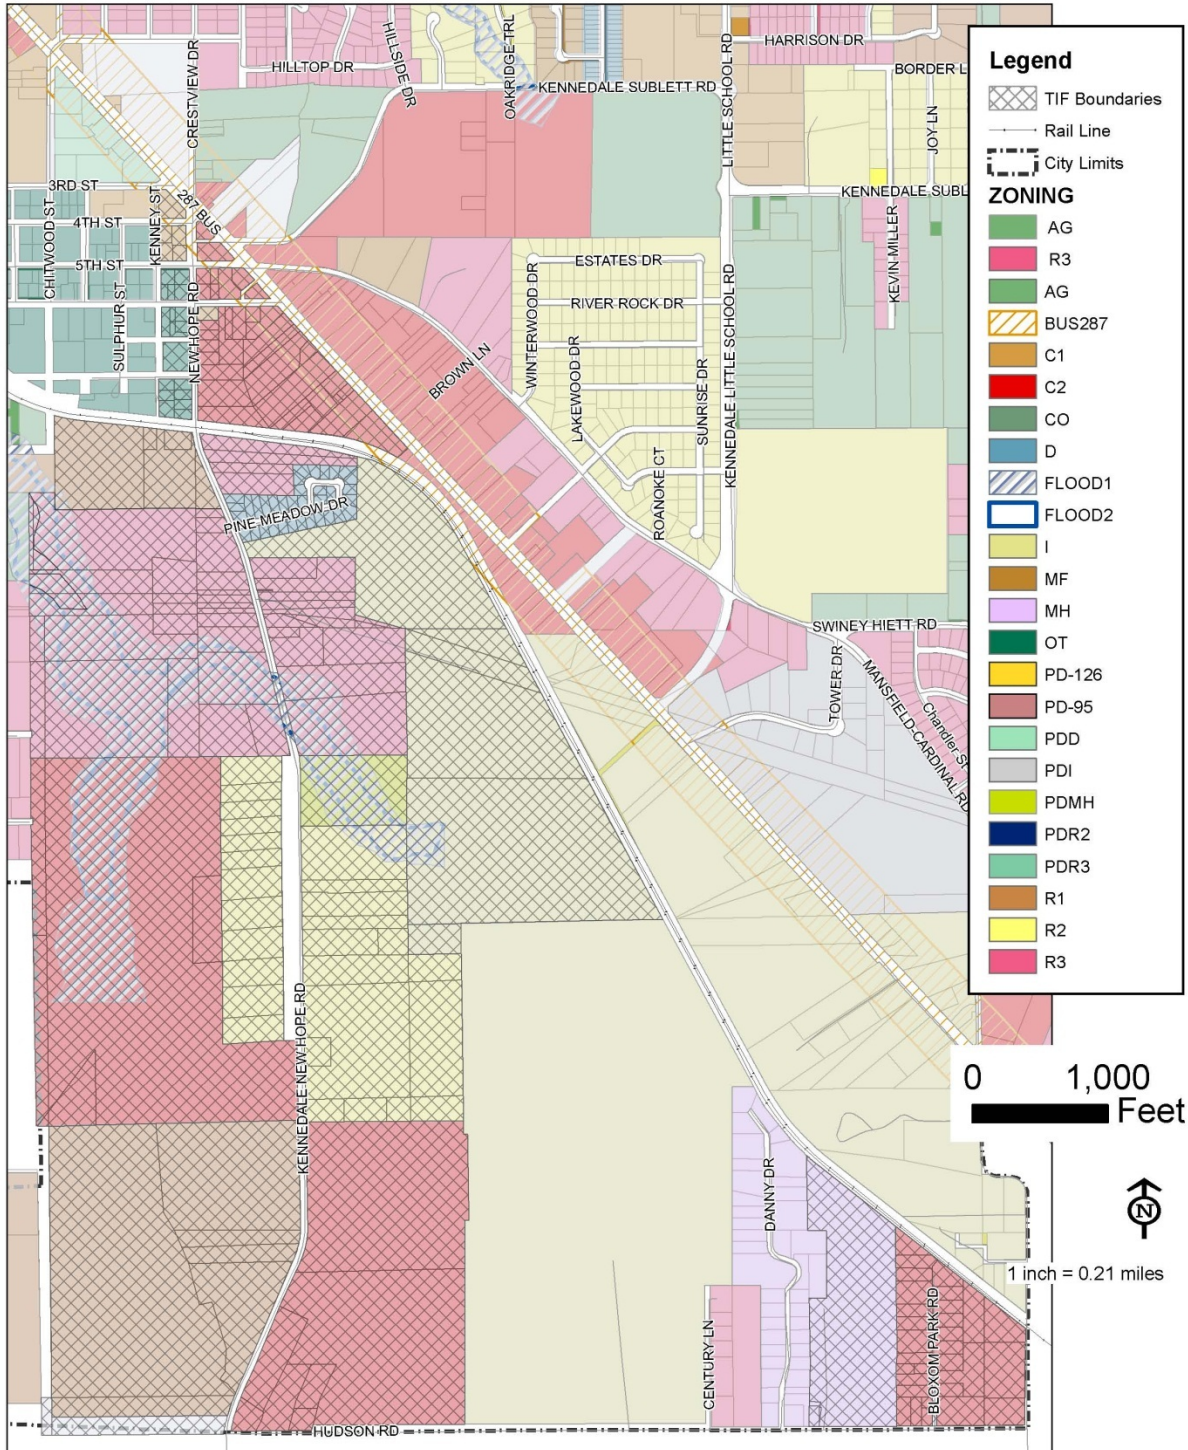 HARRISON DR
HILLTOP DR
HILLSIDE DR
OAKRIDGE TRL
CRESTVIEW DR
KENNEDALE SUBLETT RD
LITTLE SCHOOL RD
BORDER L
JOY LN
3RD ST
287 BUS
KENNEDALE SUBL
4TH ST
CHITWOOD ST
KENNEY ST
5TH ST
KEVIN MILLER
ESTATES DR
RIVER ROCK DR
SULPHUR ST
NEW HOPE RD
WINTERWOOD DR
BROWN LN
LAKEWOOD DR
SUNRISE DR
KENNEDALE LITTLE SCHOOL RD
ROANOKE CT
PINE MEADOW DR
SWINEY HIETT RD
TOWER DR
MANSFIELD-CARDINAL RD
Chandler St
KENNEDALE NEW HOPE RD
DANNY DR
CENTURY LN
BLOXOM PARK RD
HUDSON RD
Legend
TIF Boundaries
Rail Line
City Limits
ZONING
AG
R3
AG
BUS287
C1
C2
CO
D
FLOOD1
FLOOD2
I
MF
MH
OT
PD-126
PD-95
PDD
PDI
PDMH
PDR2
PDR3
R1
R2
R3
0 1,000
Feet
N
1 inch = 0.21 miles